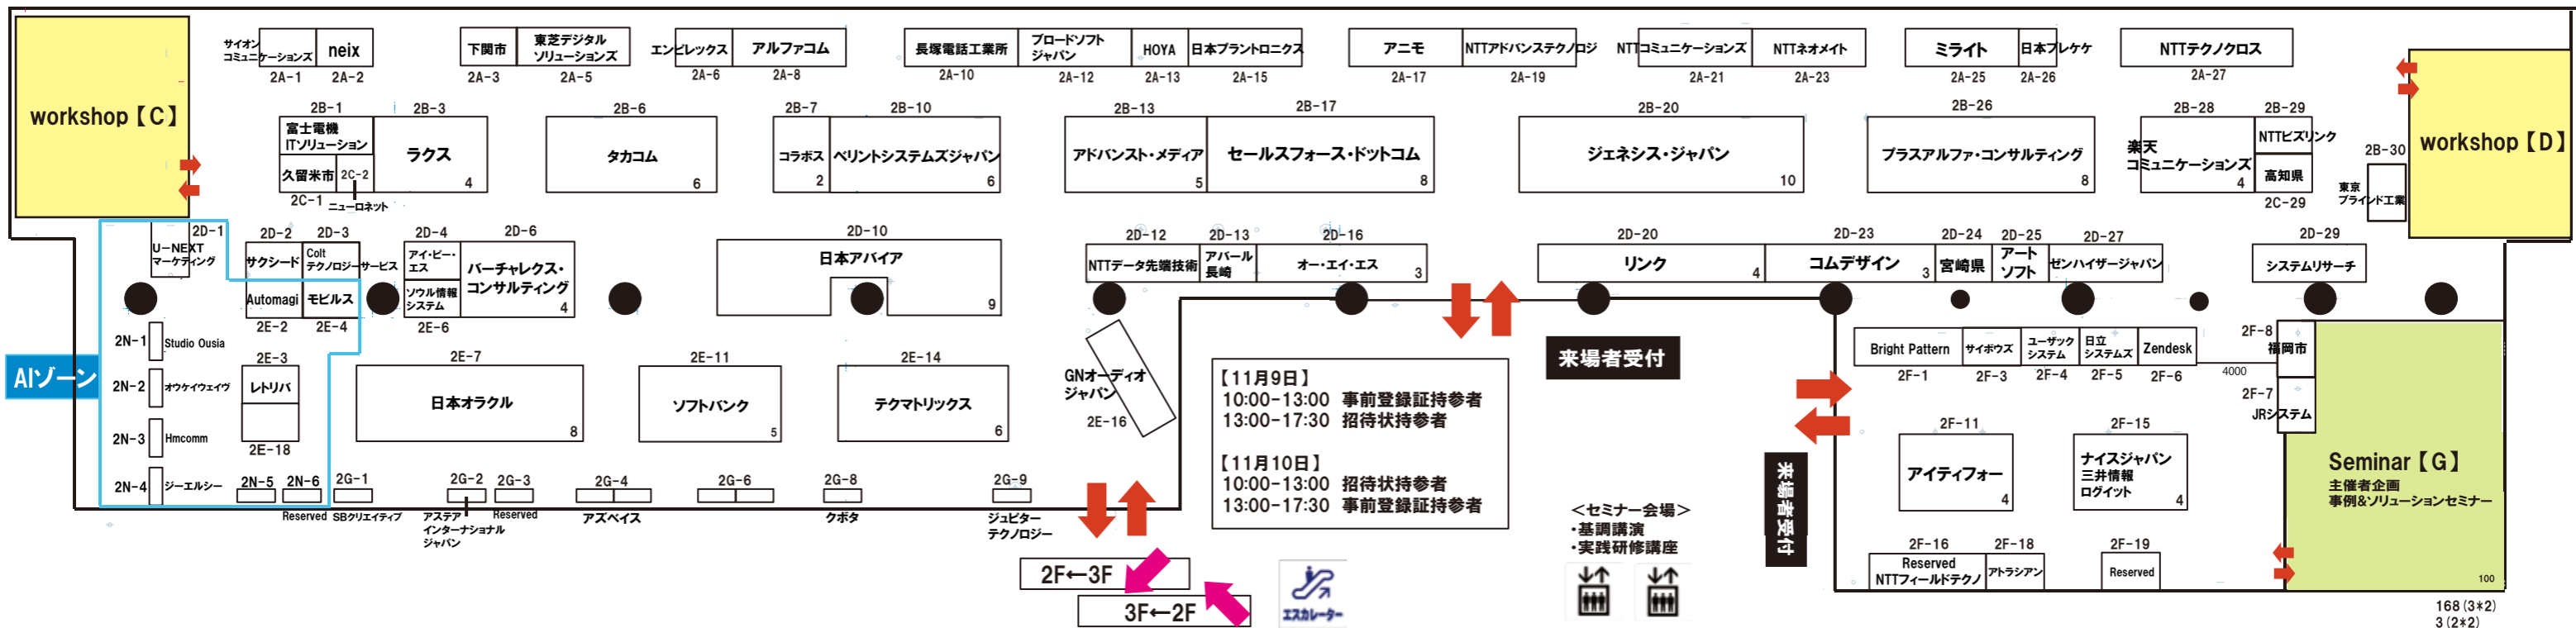 サイオン
コミュニケーションズ
2A-1
neix
2A-2
下関市
2A-3
東芝デジタル
ソリューションズ
2A-5
エンピレックス
2A-6
アルファコム
2A-8
長塚電話工業所
2A-10
ブロードソフト
ジャパン
2A-12
HOYA
2A-13
日本プラントロニクス
2A-15
アニモ
2A-17
NTTアドバンステクノロジ
2A-19
NTTコミュニケーションズ
2A-21
NTTネオメイト
2A-23
ミライト
2A-25
日本ブレケケ
2A-26
NTTテクノクロス
2A-27
workshop【C】
2B-1
富士電機
ITソリューション
久留米市
2C-1
2C-2
ニューロネット
2B-3
ラクス
4
2B-6
タカコム
6
2B-7
コラボス
2
2B-10
ベリントシステムズジャパン
6
2B-13
アドバンスト・メディア
5
2B-17
セールスフォース・ドットコム
8
2B-20
ジェネシス・ジャパン
10
2B-26
プラスアルファ・コンサルティング
8
2B-28
楽天
コミュニケーションズ
4
2B-29
NTTビズリンク
高知県
2C-29
2B-30
東京
ブラインド工業
workshop【D】
2D-1
U-NEXT
マーケティング
2D-2
サクシード
2D-3
Colt
テクノロジーサービス
Automagi
2E-2
モビルス
2E-4
2D-4
アイ・ピー・
エス
ソウル情報
システム
2E-6
2D-6
バーチャレクス・
コンサルティング
4
2D-10
日本アバイア
9
2D-12
NTTデータ先端技術
2D-13
アバール
長崎
2D-16
オー・エイ・エス
3
2D-20
リンク
4
2D-23
コムデザイン
3
2D-24
宮崎県
2D-25
アート
ソフト
2D-27
ゼンハイザージャパン
2D-29
システムリサーチ
AIゾーン
2N-1
Studio Ousia
2N-2
オウケイウェイヴ
2N-3
Hmcomm
2N-4
ジーエルシー
2E-3
レトリバ
2E-18
2E-7
日本オラクル
8
2E-11
ソフトバンク
5
2E-14
テクマトリックス
6
GNオーディオ
ジャパン
2E-16
2N-5
2N-6
Reserved
2G-1
SBクリエイティブ
2G-2
アステア
インターナショナル
ジャパン
2G-3
Reserved
2G-4
アズベイス
2G-6
2G-8
クボタ
2G-9
ジュピター
テクノロジー
【11月9日】
10:00-13:00 事前登録証持参者
13:00-17:30 招待状持参者
【11月10日】
10:00-13:00 招待状持参者
13:00-17:30 事前登録証持参者
来場者受付
来場者受付
<セミナー会場>
・基調講演
・実践研修講座
2F←3F
3F←2F
エスカレーター
Bright Pattern
2F-1
サイボウズ
2F-3
ユーザック
システム
2F-4
日立
システムズ
2F-5
Zendesk
2F-6
4000
2F-8
福岡市
2F-7
JRシステム
2F-11
アイティフォー
4
2F-15
ナイスジャパン
三井情報
ログイット
4
2F-16
Reserved
NTTフィールドテクノ
2F-18
アトラシアン
2F-19
Reserved
Seminar【G】
主催者企画
事例&ソリューションセミナー
100
168(3*2)
3(2*2)